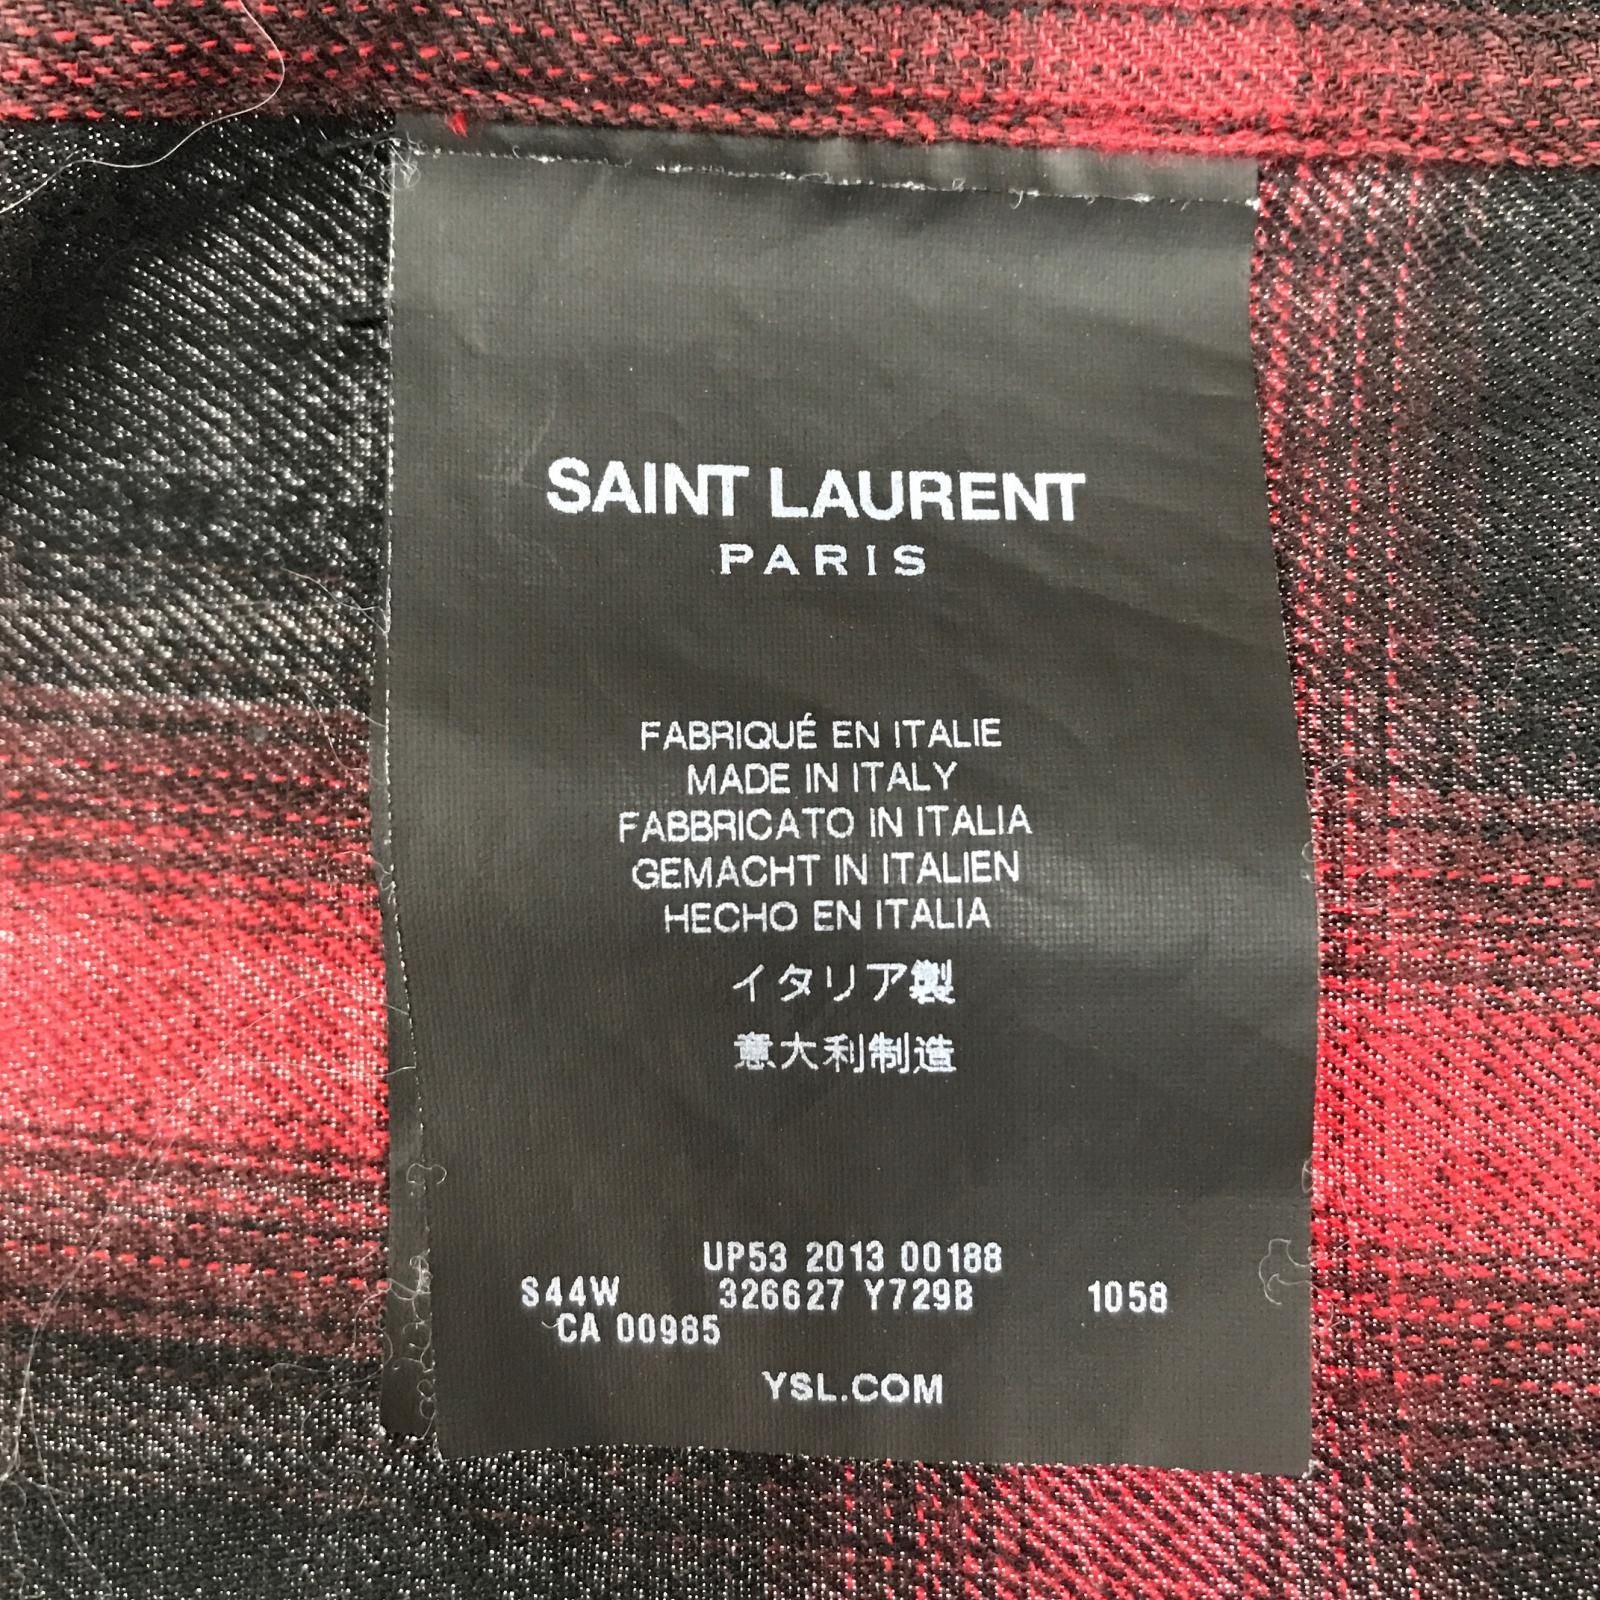 SAINT LAURENT
PARIS
FABRIQUÉ EN ITALIE
MADE IN ITALY
FABBRICATO IN ITALIA
GEMACHT IN ITALIEN
HECHO EN ITALIA
イタリア製
意大利制造
UP53 2013 00188
S44W 326627 Y729B 1058
CA 00985
YSL.COM